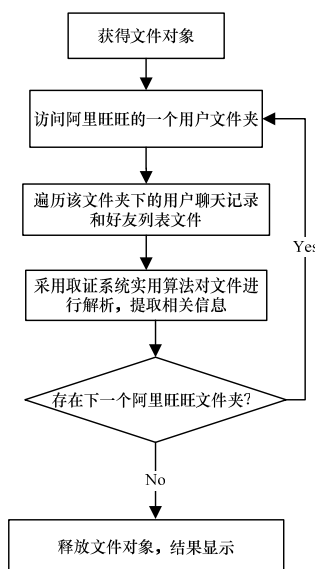 获得文件对象
访问阿里旺旺的一个用户文件夹
遍历该文件夹下的用户聊天记录
和好友列表文件
Yes
采用取证系统实用算法对文件进
行解析，提取相关信息
存在下一个阿里旺旺文件夹?
No
释放文件对象，结果显示